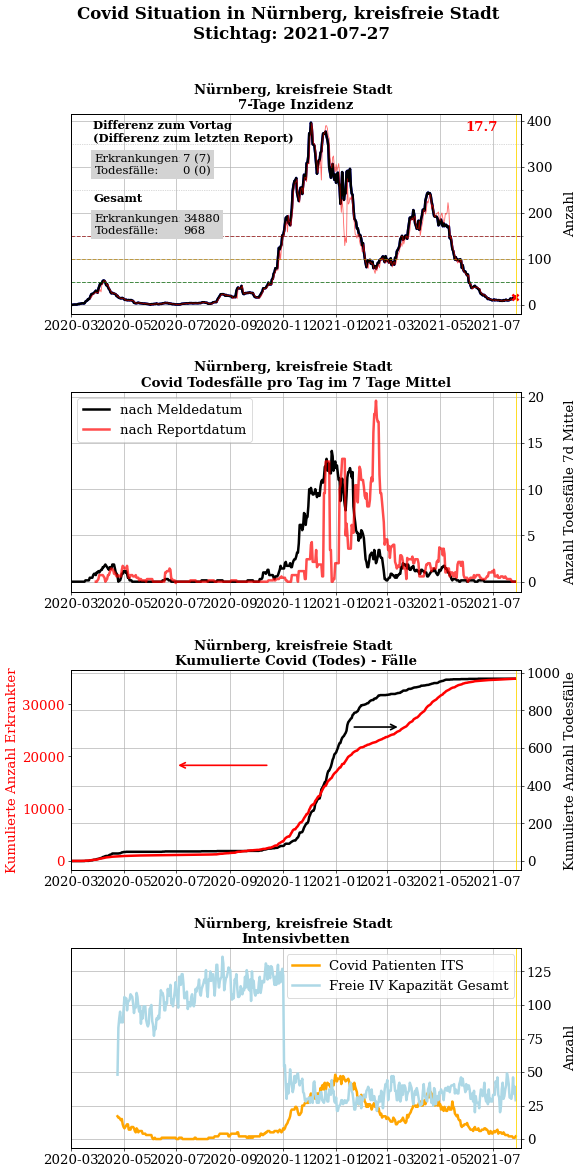 Covid Situation in Nürnberg, kreisfreie Stadt
Stichtag: 2021-07-27
Nürnberg, kreisfreie Stadt
7-Tage Inzidenz
Differenz zum Vortag
(Differenz zum letzten Report)
Erkrankungen 7 (7)
Todesfälle: 0 (0)
Gesamt
Erkrankungen 34880
Todesfälle: 968
17.7
400
300
200
100
0
Anzahl
2020-03 2020-05 2020-07 2020-09 2020-11 2021-01 2021-03 2021-05 2021-07
Nürnberg, kreisfreie Stadt
Covid Todesfälle pro Tag im 7 Tage Mittel
nach Meldedatum
nach Reportdatum
20
15
10
5
0
Anzahl Todesfälle 7d Mittel
2020-03 2020-05 2020-07 2020-09 2020-11 2021-01 2021-03 2021-05 2021-07
Nürnberg, kreisfreie Stadt
Kumulierte Covid (Todes) - Fälle
Kumulierte Anzahl Erkrankter
30000
20000
10000
0
1000
800
600
400
200
0
Kumulierte Anzahl Todesfälle
2020-03 2020-05 2020-07 2020-09 2020-11 2021-01 2021-03 2021-05 2021-07
Nürnberg, kreisfreie Stadt
Intensivbetten
Covid Patienten ITS
Freie IV Kapazität Gesamt
125
100
75
50
25
0
Anzahl
2020-03 2020-05 2020-07 2020-09 2020-11 2021-01 2021-03 2021-05 2021-07